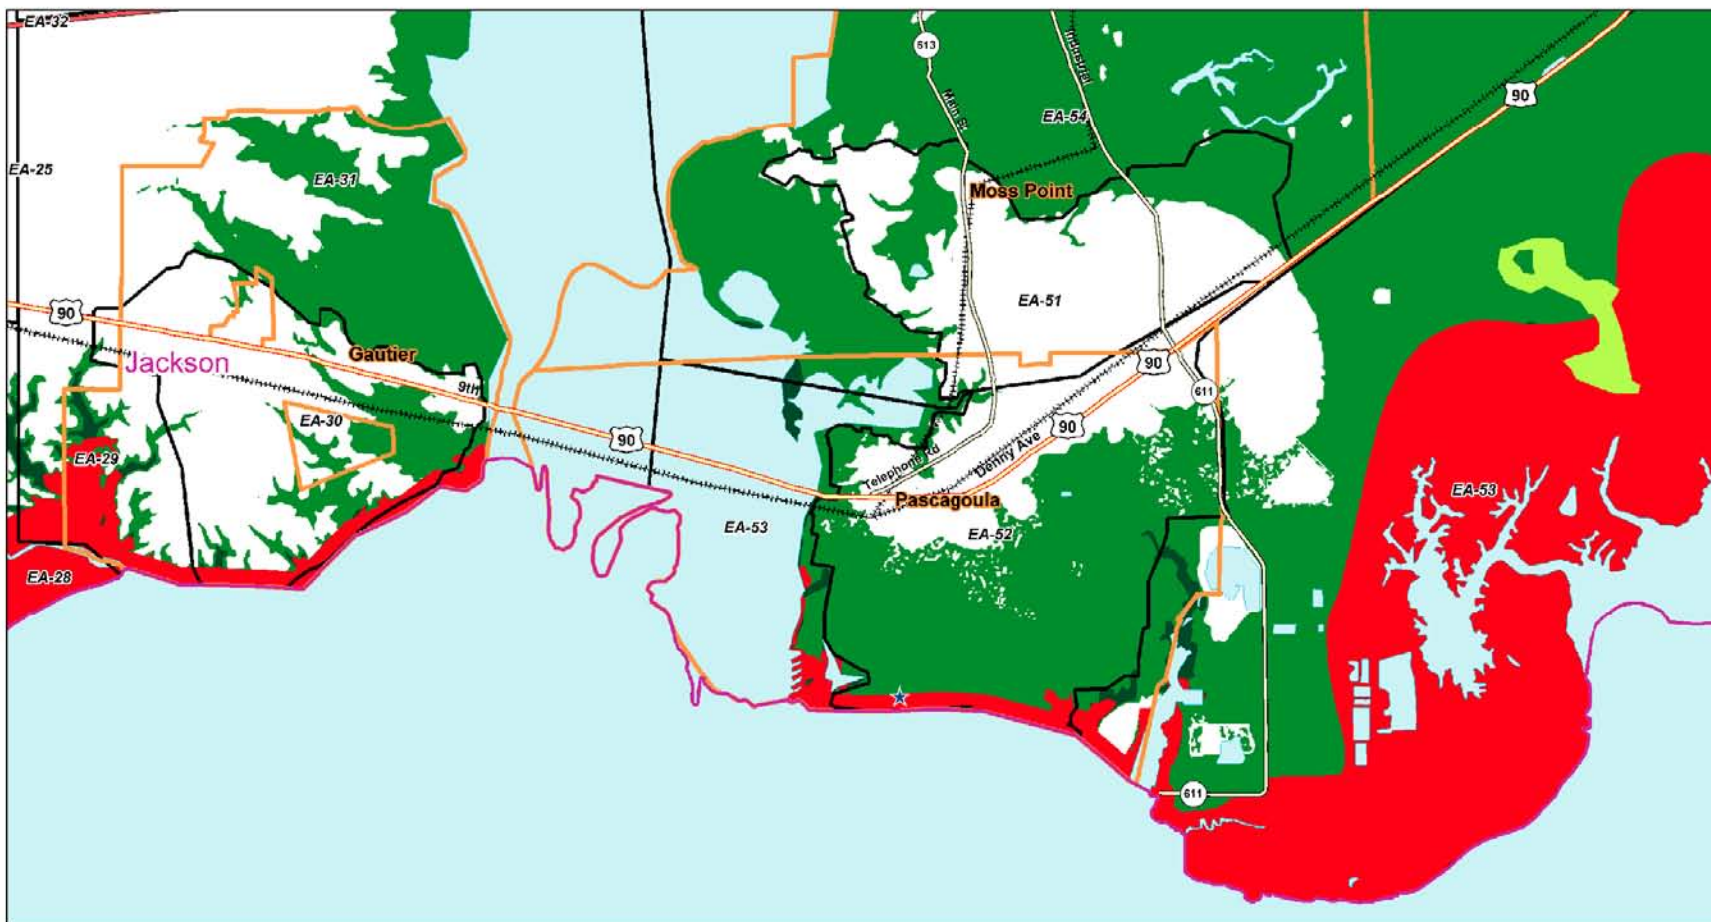 EA-32
613
Industrial
90
Main St
EA-54
EA-25
EA-31
Moss Point
90
EA-51
Gautier
Jackson
90
9th
611
EA-30
90
90
EA-29
Telephone Rd
Denny Ave
Pascagoula
EA-53
EA-53
EA-52
EA-28
611